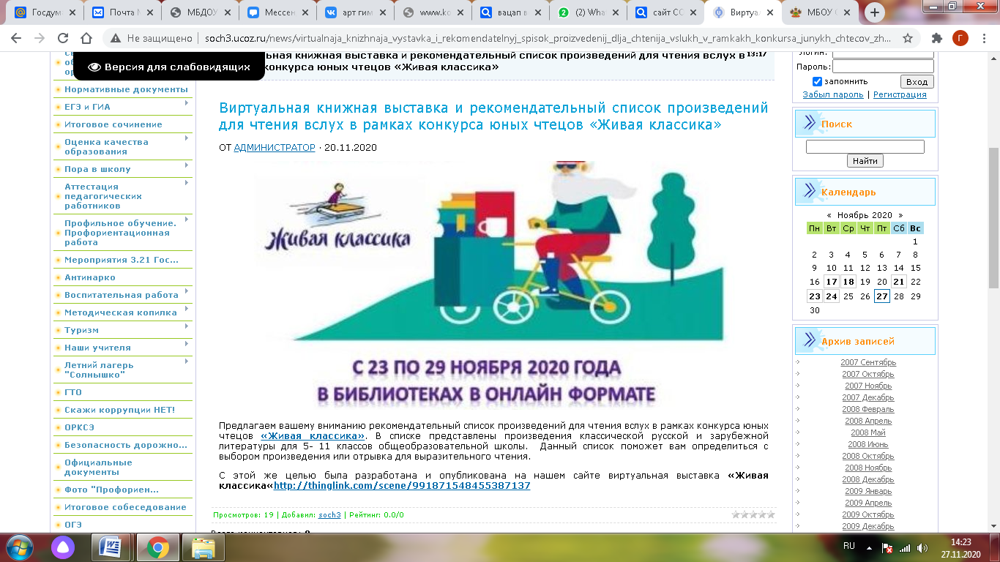 Госдум
Почта М
МБДОУ
Мессен
арт гим
www.ко
вацап в
(2) Wha
сайт СС
Виртуа
МБОУ С
Не защищено
soch3.ucoz.ru/news/virtualnaja_knizhnaja_vystavka_i_rekomendatelnyj_spisok_proizvedenij_dlja_chtenija_vslukh_v_ramkakh_konkursa_junykh_chtecov_zh...
Г
Версия для слабовидящих
Нормативные документы
ЕГЭ и ГИА
Итоговое сочинение
Оценка качества
образования
Пора в школу
Аттестация
педагогических
работников
Профильное обучение.
Профориентационная
работа
Мероприятия 3.21 Гос...
Антинарко
Воспитательная работа
Методическая копилка
Туризм
Наши учителя
Летний лагерь
"Солнышко"
ГТО
Скажи коррупции НЕТ!
ОРКСЭ
Безопасность дорожно...
Официальные
документы
Фото "Профориен...
Итоговое собеседование
ОГЭ
льная книжная выставка и рекомендательный список произведений для чтения вслух в 13:17
конкурса юных чтецов «Живая классика»
Виртуальная книжная выставка и рекомендательный список произведений
для чтения вслух в рамках конкурса юных чтецов «Живая классика»
ОТ АДМИНИСТРАТОР · 20.11.2020
Живая классика
С 23 ПО 29 НОЯБРЯ 2020 ГОДА
В БИБЛИОТЕКАХ В ОНЛАЙН ФОРМАТЕ
Предлагаем вашему вниманию рекомендательный список произведений для чтения вслух в рамках конкурса юных
чтецов «Живая классика». В списке представлены произведения классической русской и зарубежной
литературы для 5- 11 классов общеобразовательной школы. Данный список поможет вам определиться с
выбором произведения или отрывка для выразительного чтения.
С этой же целью была разработана и опубликована на нашем сайте виртуальная выставка «Живая
классика«http://thinglink.com/scene/991871548455387137
Просмотров: 19 | Добавил: soch3 | Рейтинг: 0.0/0
Логин:
Пароль:
запомнить Вход
Забыл пароль | Регистрация
Поиск
Найти
Календарь
« Ноябрь 2020 »
Пн Вт Ср Чт Пт Сб Вс
1
2 3 4 5 6 7 8
9 10 11 12 13 14 15
16 17 18 19 20 21 22
23 24 25 26 27 28 29
30
Архив записей
2007 Сентябрь
2007 Октябрь
2007 Ноябрь
2007 Декабрь
2008 Февраль
2008 Апрель
2008 Май
2008 Июнь
2008 Октябрь
2008 Ноябрь
2008 Декабрь
2009 Январь
2009 Апрель
2009 Октябрь
2009 Декабрь
RU
14:23
27.11.2020